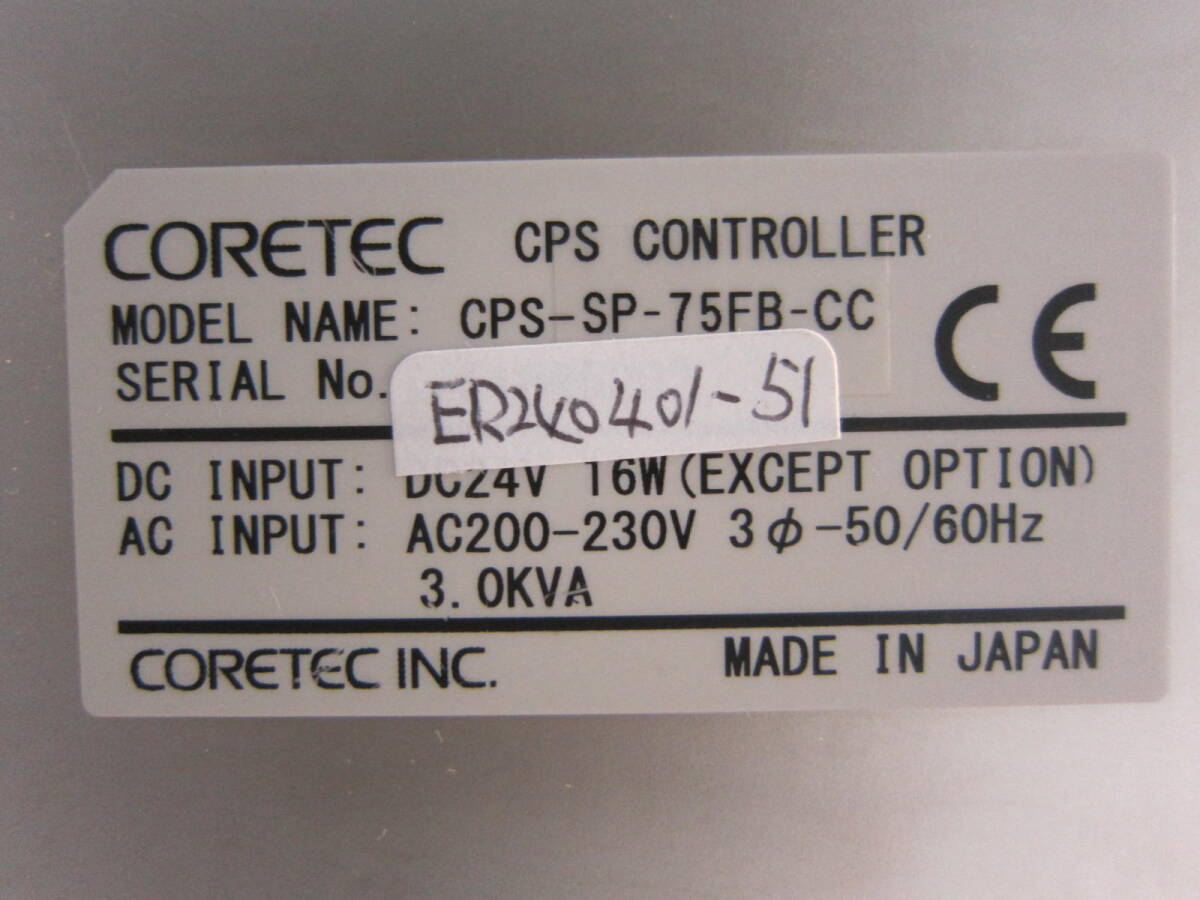 CORETEC CPS CONTROLLER
MODEL NAME: CPS-SP-75FB-CC
CE
SERIAL No.
ER240401-51
DC INPUT: DC24V 16W(EXCEPT OPTION)
AC INPUT: AC200-230V 3φ-50/60Hz
3.0KVA
CORETEC INC. MADE IN JAPAN